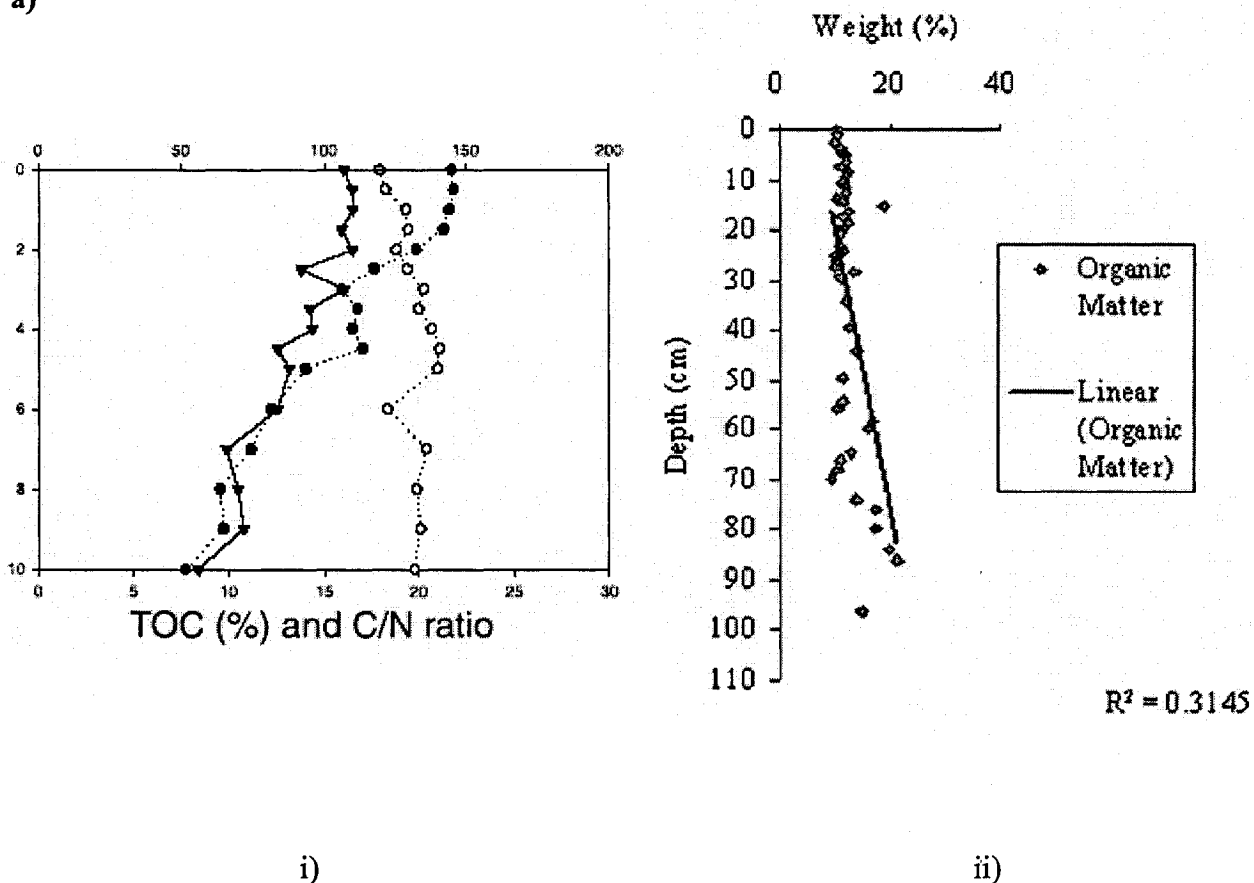 a)
0 50 100 150 200
0
2
4
6
8
10
0 5 10 15 20 25 30
TOC (%) and C/N ratio
i)
Weight (%)
0 20 40
Depth (cm)
0
10
20
30
40
50
60
70
80
90
100
110
Organic
Matter
Linear
(Organic
Matter)
R² = 0.3145
ii)